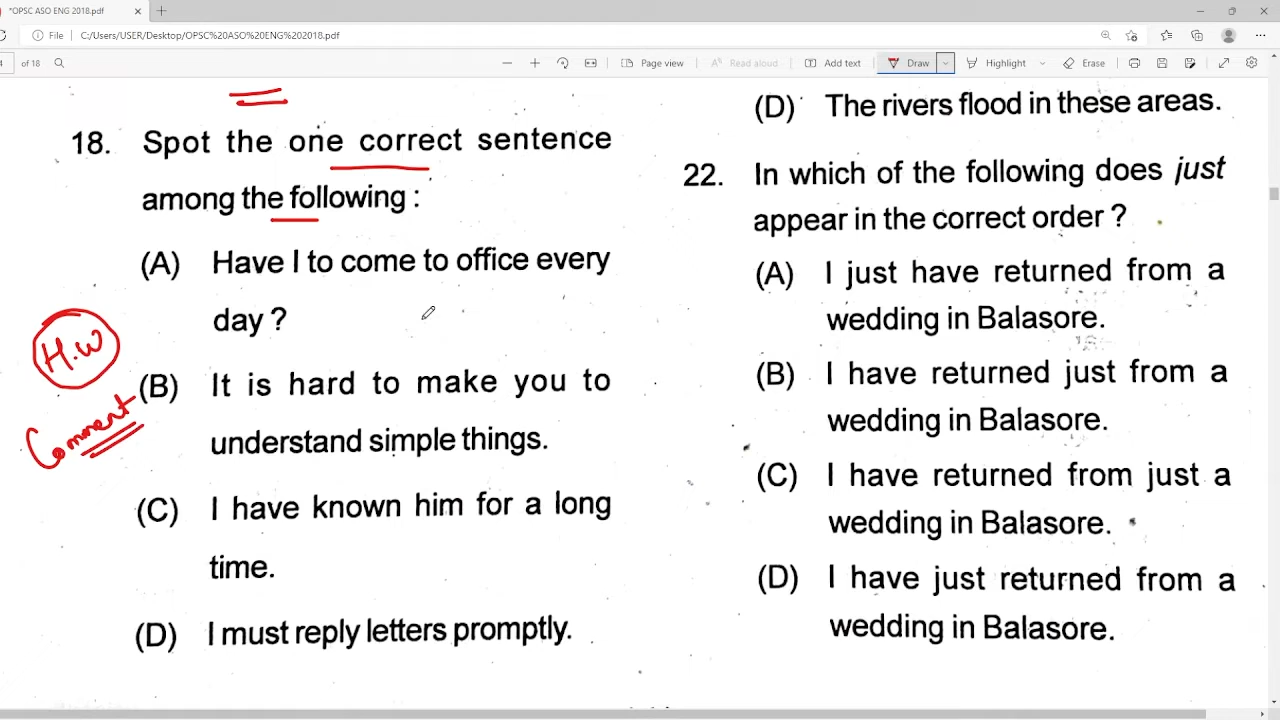 *OPSC ASO ENG 2018.pdf
File C:/Users/USER/Desktop/OPSC%20ASO%20ENG%202018.pdf
of 18 Page view Read aloud Add text Draw Highlight Erase
18. Spot the one correct sentence
among the following :
(A) Have I to come to office every
day ?
H.W
(B) It is hard to make you to
understand simple things.
Comment
(C) I have known him for a long
time.
(D) I must reply letters promptly.
(D) The rivers flood in these areas.
22. In which of the following does just
appear in the correct order ?
(A) I just have returned from a
wedding in Balasore.
(B) I have returned just from a
wedding in Balasore.
(C) I have returned from just a
wedding in Balasore.
(D) I have just returned from a
wedding in Balasore.